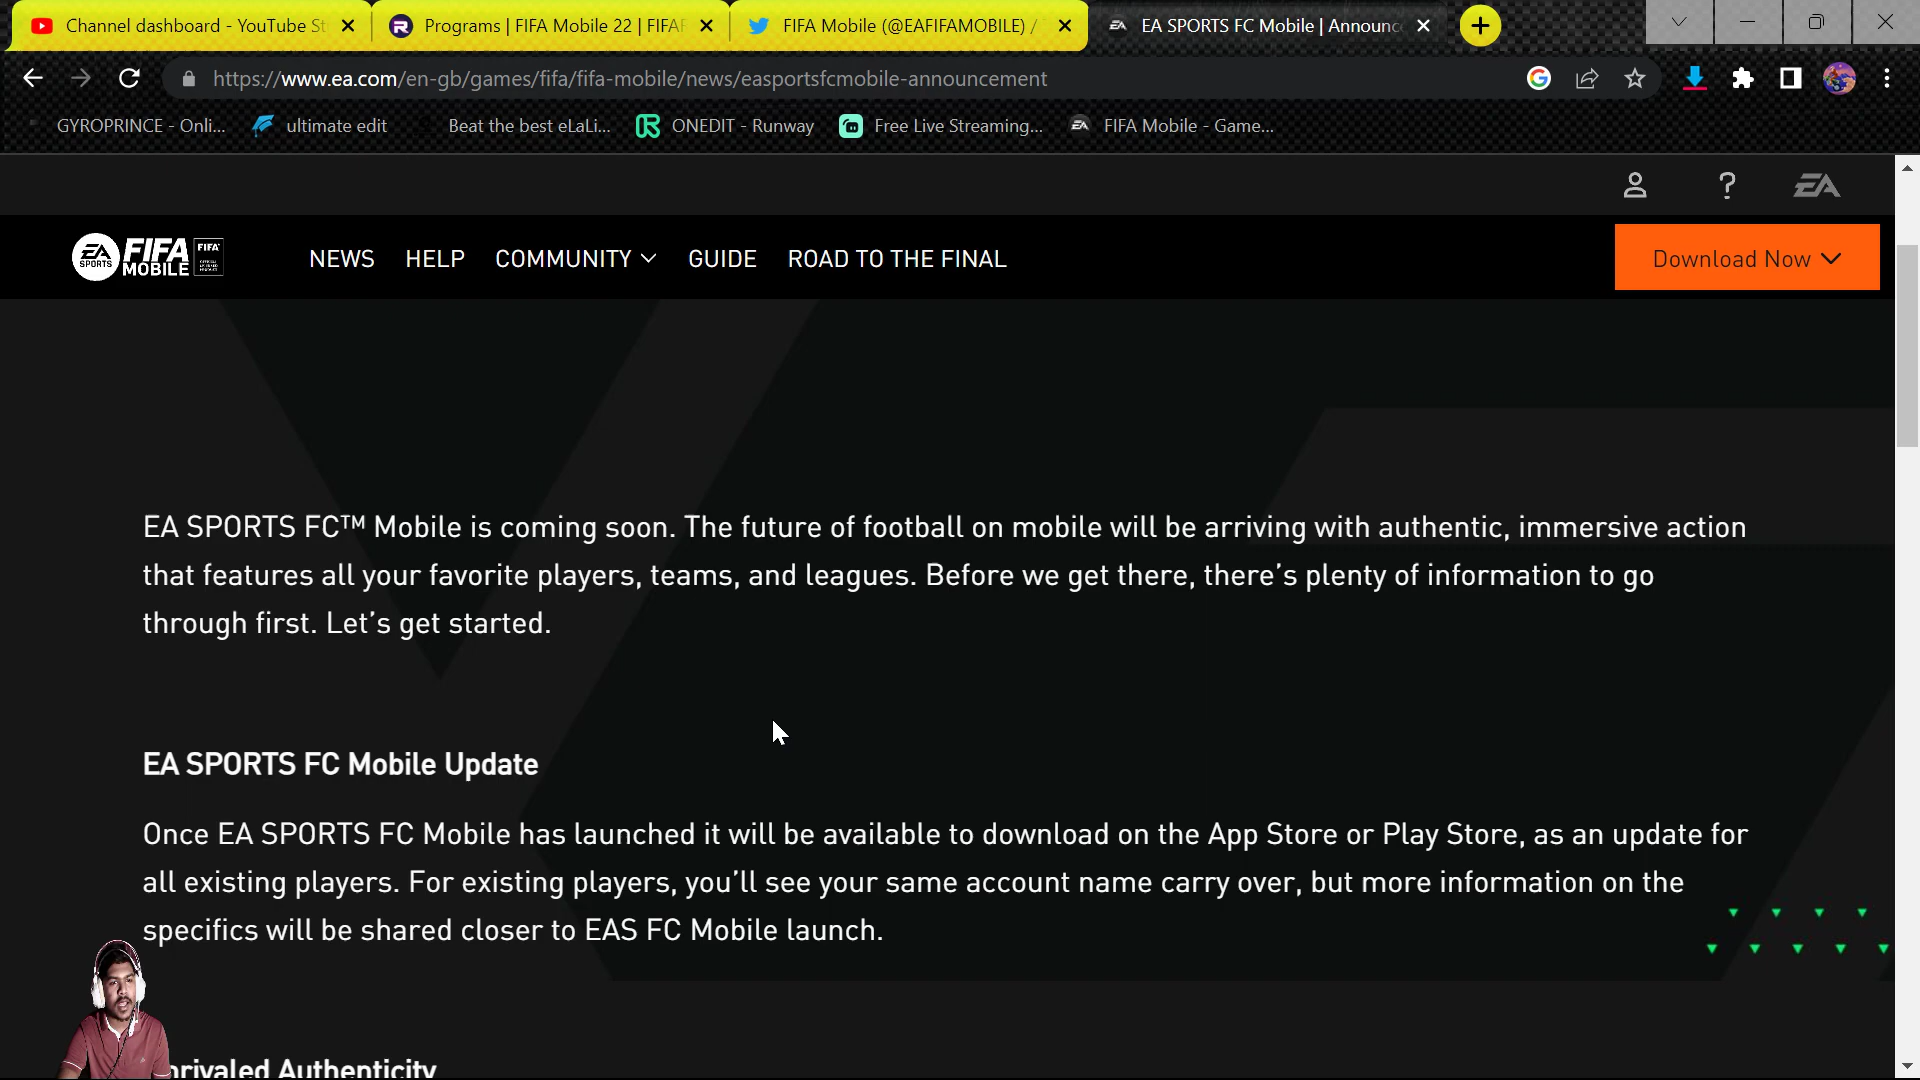 Channel dashboard - YouTube St
Programs | FIFA Mobile 22 | FIFAR
FIFA Mobile (@EAFIFAMOBILE) /
EA SPORTS FC Mobile | Announc
https://www.ea.com/en-gb/games/fifa/fifa-mobile/news/easportsfcmobile-announcement
GYROPRINCE - Onli...
ultimate edit
Beat the best eLaLi...
ONEDIT - Runway
Free Live Streaming...
FIFA Mobile - Game...
EA SPORTS FIFA MOBILE FIFA
NEWS HELP COMMUNITY GUIDE ROAD TO THE FINAL
Download Now
EA SPORTS FC™ Mobile is coming soon. The future of football on mobile will be arriving with authentic, immersive action
that features all your favorite players, teams, and leagues. Before we get there, there’s plenty of information to go
through first. Let’s get started.
EA SPORTS FC Mobile Update
Once EA SPORTS FC Mobile has launched it will be available to download on the App Store or Play Store, as an update for
all existing players. For existing players, you’ll see your same account name carry over, but more information on the
specifics will be shared closer to EAS FC Mobile launch.
nrivaled Authenticity